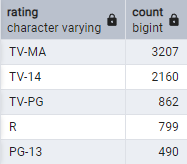 rating count
character varying bigint
TV-MA 3207
TV-14 2160
TV-PG 862
R 799
PG-13 490